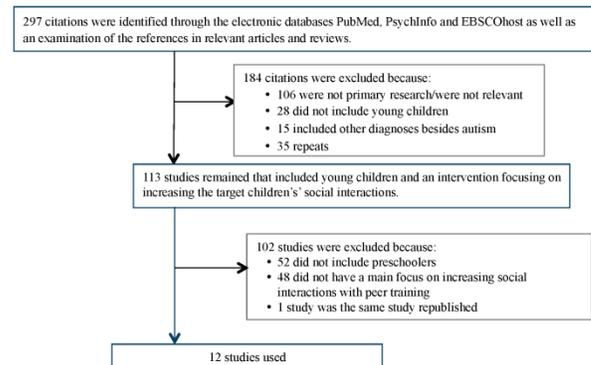 297 citations were identified through the electronic databases PubMed, PsychInfo and EBSCOhost as well as
an examination of the references in relevant articles and reviews.
184 citations were excluded because:
• 106 were not primary research/were not relevant
• 28 did not include young children
• 15 included other diagnoses besides autism
• 35 repeats
113 studies remained that included young children and an intervention focusing on
increasing the target children's' social interactions.
102 studies were excluded because:
• 52 did not include preschoolers
• 48 did not have a main focus on increasing social
interactions with peer training
• 1 study was the same study republished
12 studies used